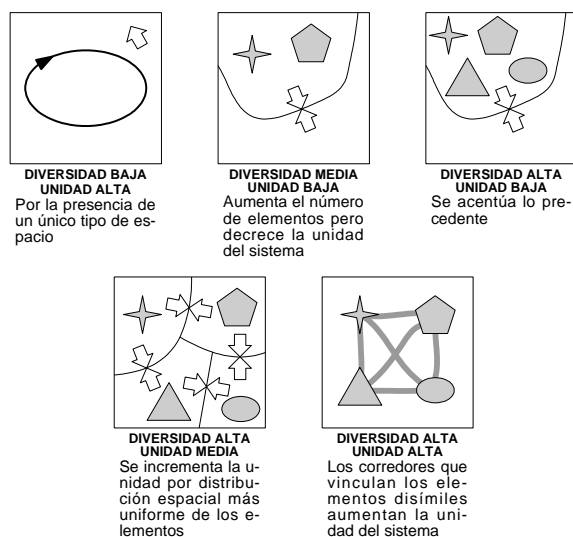 DIVERSIDAD BAJA
UNIDAD ALTA
Por la presencia de
un único tipo de es-
pacio
DIVERSIDAD MEDIA
UNIDAD BAJA
Aumenta el número
de elementos pero
decrece la unidad
del sistema
DIVERSIDAD ALTA
UNIDAD BAJA
Se acentúa lo pre-
cedente
DIVERSIDAD ALTA
UNIDAD MEDIA
Se incrementa la u-
nidad por distribu-
ción espacial más
uniforme de los e-
lementos
DIVERSIDAD ALTA
UNIDAD ALTA
Los corredores que
vinculan los ele-
mentos disímiles
aumentan la uni-
dad del sistema